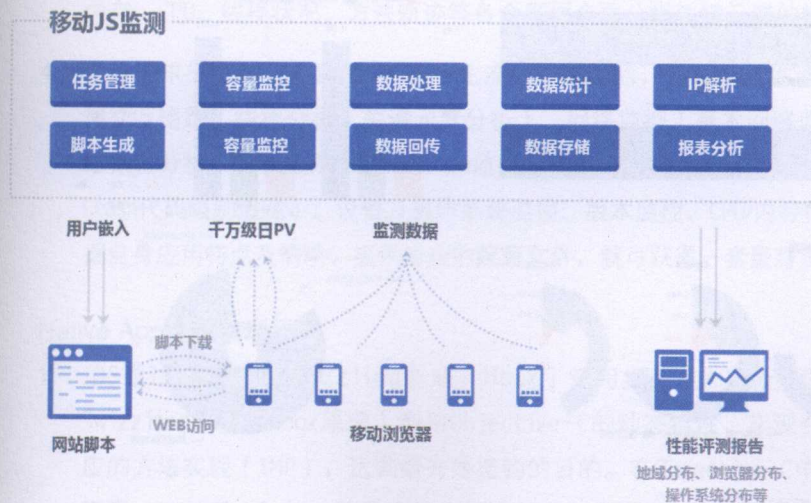 移动JS监测
任务管理
容量监控
数据处理
数据统计
IP解析
脚本生成
容量监控
数据回传
数据存储
报表分析
用户嵌入
千万级日PV
监测数据
脚本下载
WEB访问
网站脚本
移动浏览器
性能评测报告
地域分布、浏览器分布、
操作系统分布等